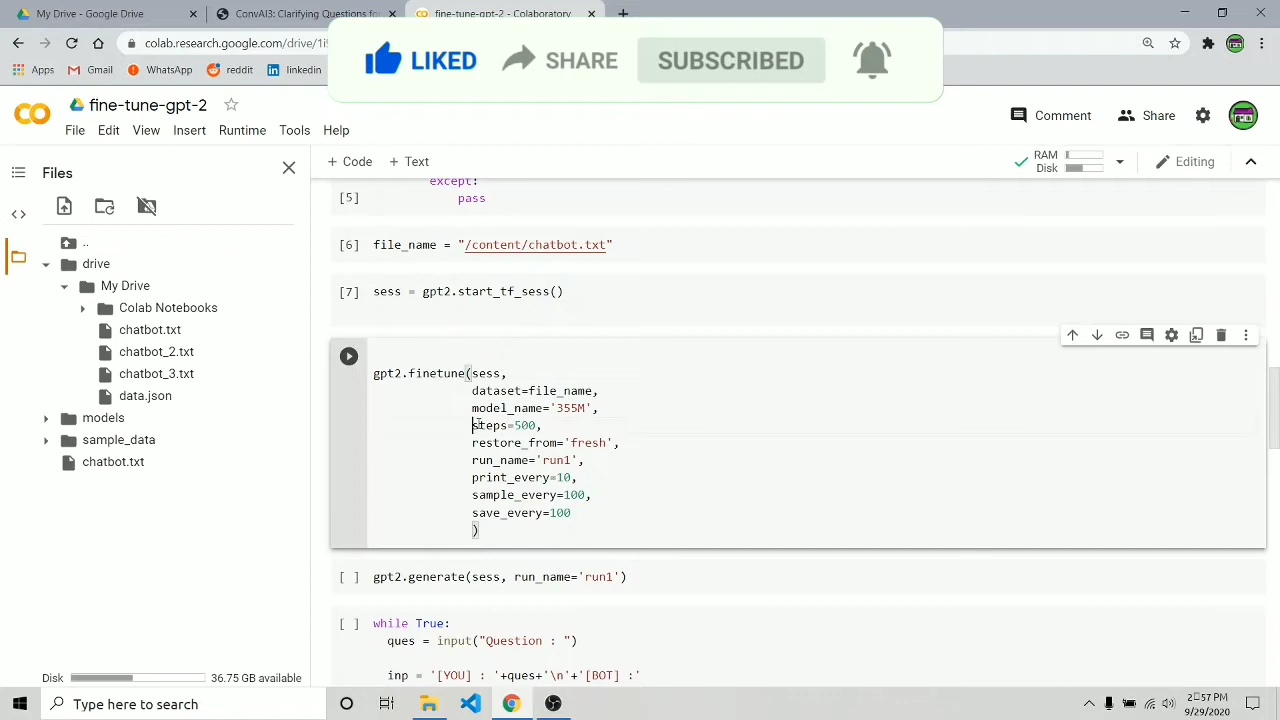 My Drive - Google Drive
ConvAI3: Clarifying Questions for
fine-tune-gpt-2 - Colaboratory
colab.research.google.com/drive/1i
Apps
WhatsApp
reddit
linkedin
LIKED
SHARE
SUBSCRIBED
fine-tune-gpt-2
Comment
Share
File Edit View Insert Runtime Tools Help
Files
+ Code + Text
RAM
Disk
Editing
..
drive
My Drive
Colab Notebooks
chatbot.txt
chatbot_2.txt
chatbot_3.txt
data.json
models
sample_data
chatbot.txt
Disk 36.75 GB available
except:
[5] pass
[6] file_name = "/content/chatbot.txt"
[7] sess = gpt2.start_tf_sess()
gpt2.finetune(sess,
dataset=file_name,
model_name='355M',
steps=500,
restore_from='fresh',
run_name='run1',
print_every=10,
sample_every=100,
save_every=100
)
[ ] gpt2.generate(sess, run_name='run1')
[ ] while True:
ques = input("Question : ")
inp = '[YOU] : '+ques+'\n'+'[BOT] :'
Type here to search
2:57 PM
9/29/2020